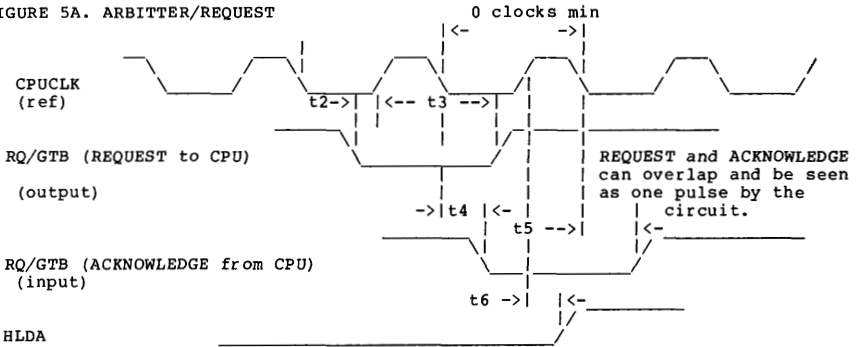 IGURE 5A. ARBITTER/REQUEST
0 clocks min
CPUCLK
(ref)
t2->
<-- t3 -->
RQ/GTB (REQUEST to CPU)
(output)
REQUEST and ACKNOWLEDGE
can overlap and be seen
as one pulse by the
circuit.
->|t4 |<-
t5 -->|
|<-
RQ/GTB (ACKNOWLEDGE from CPU)
(input)
t6 ->| |<-
HLDA